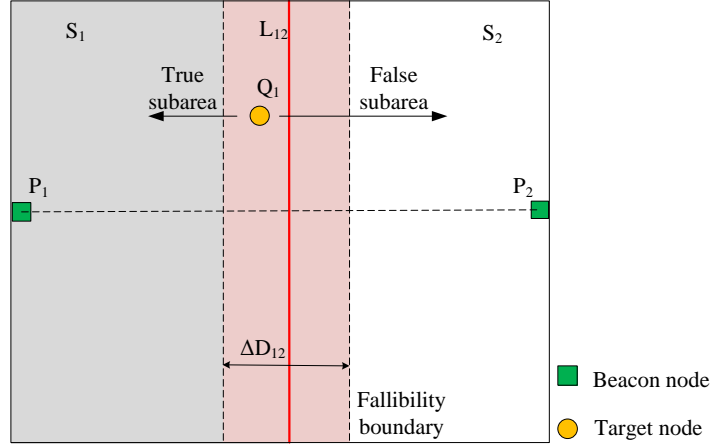 S₁
L₁₂
S₂
True
subarea
Q₁
False
subarea
P₁
P₂
ΔD₁₂
Fallibility
boundary
Beacon node
Target node